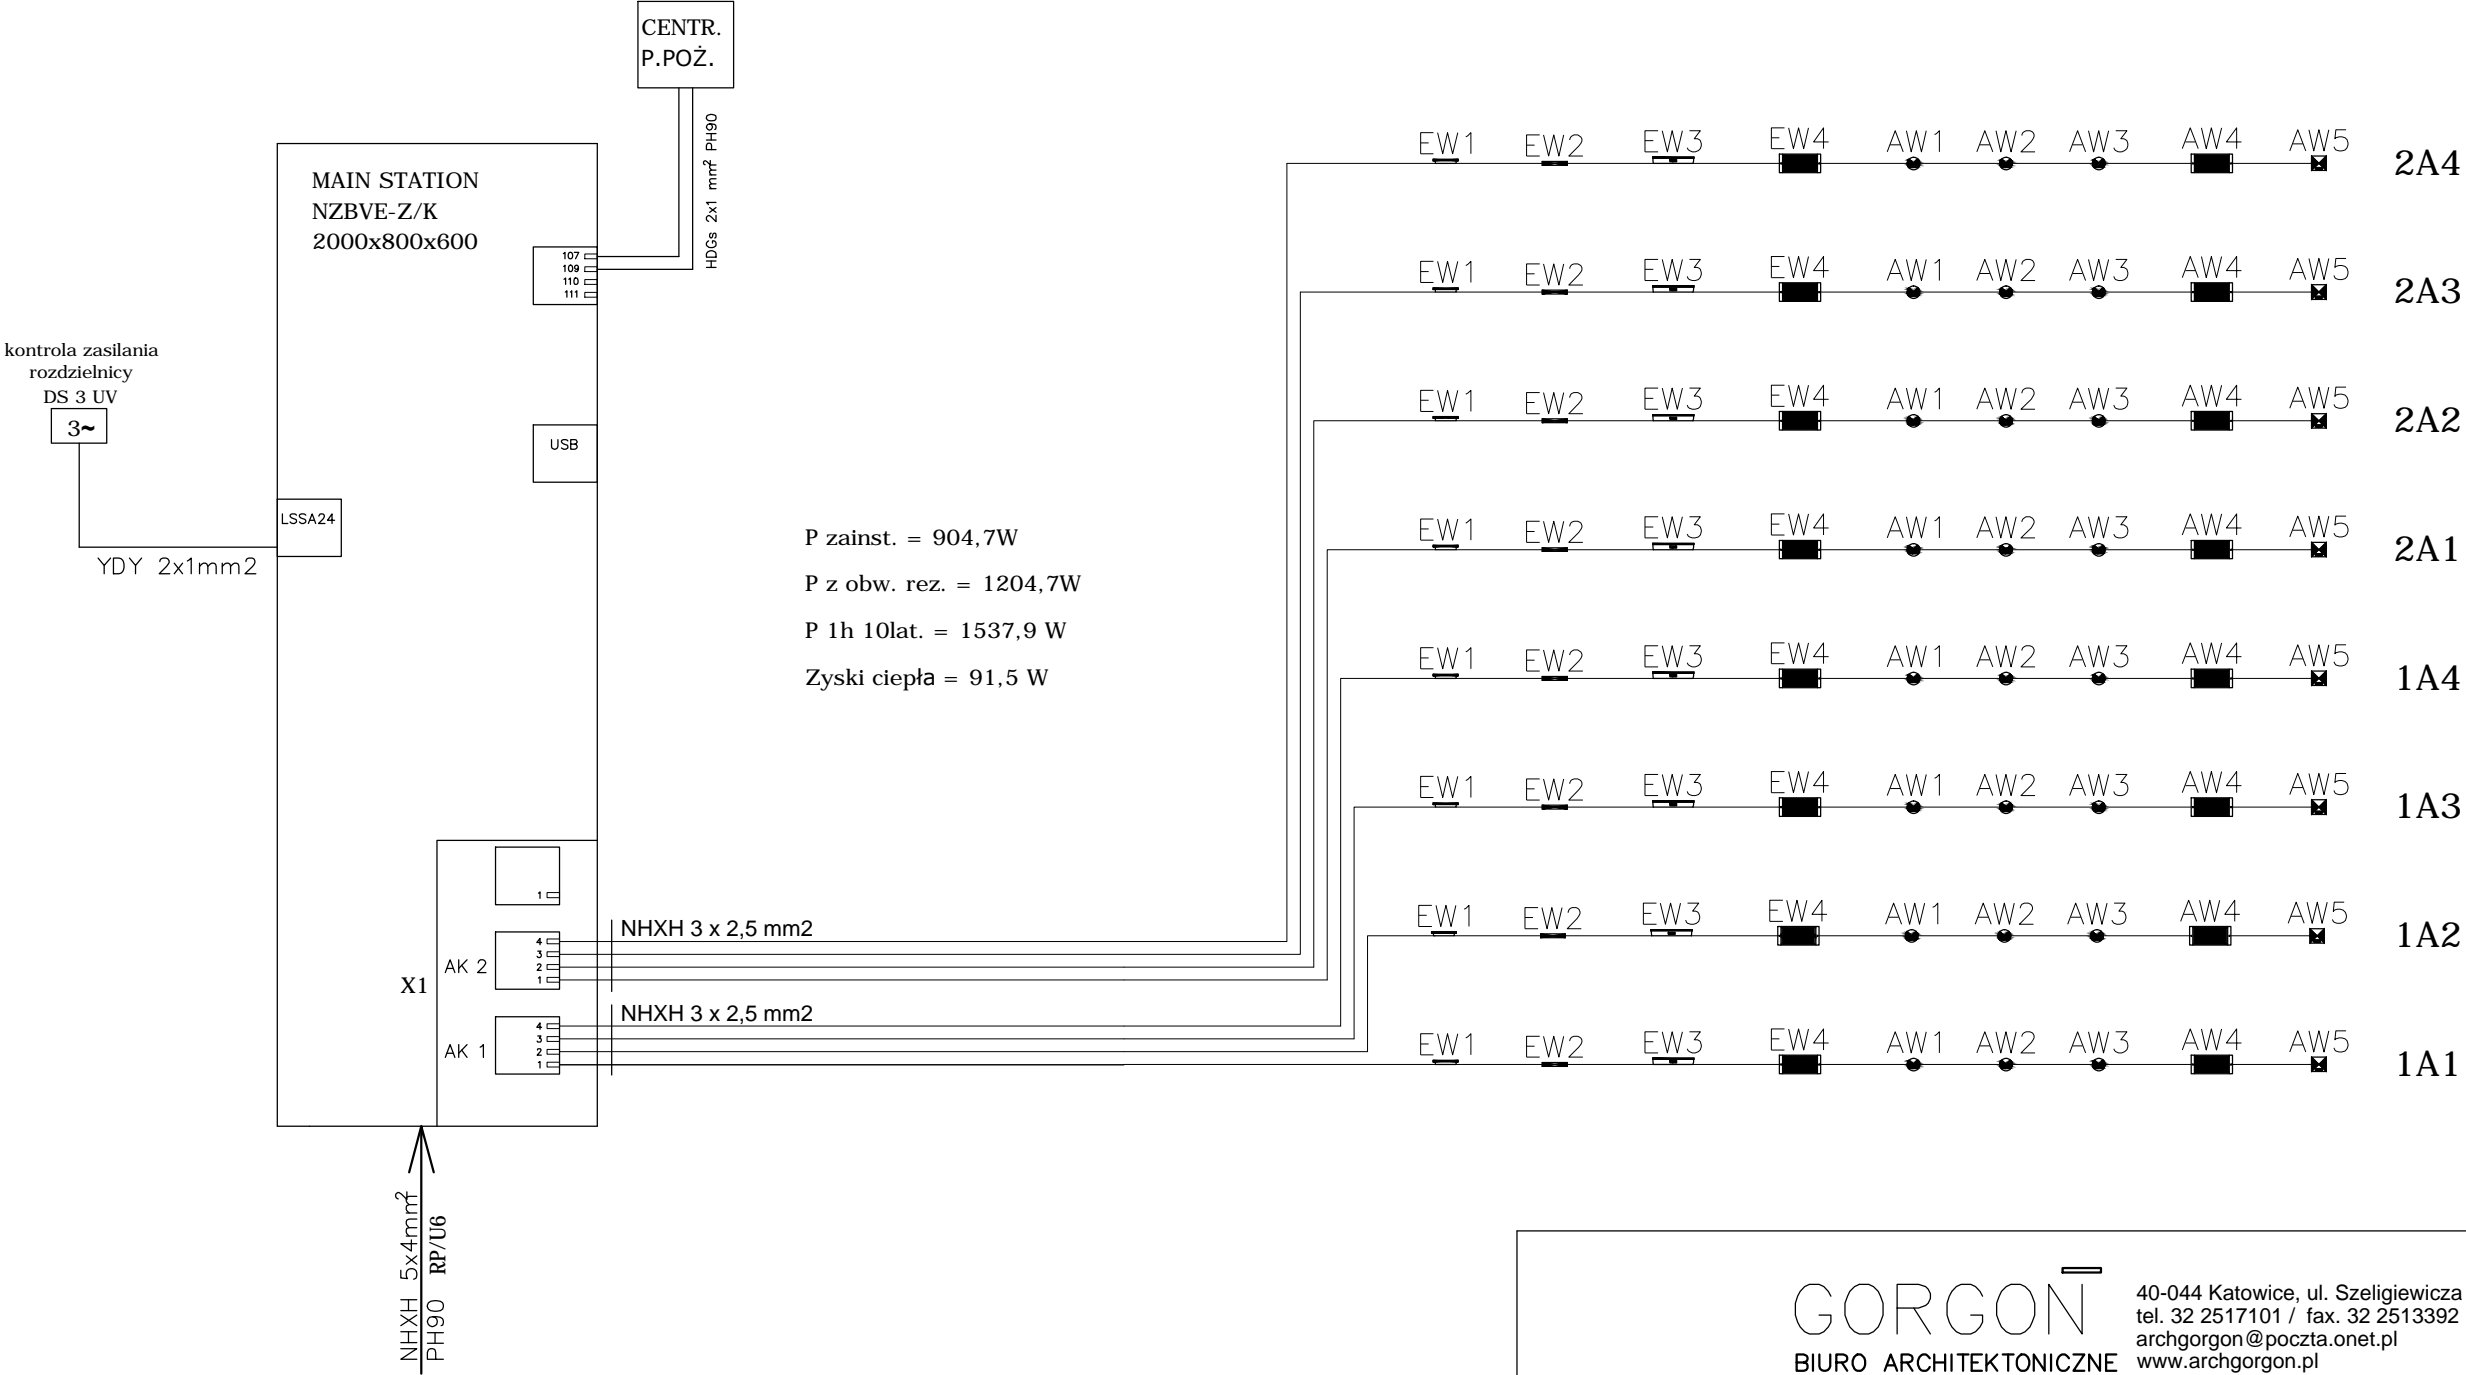 CENTR.
P.POŻ.
HDGs 2x1 mm² PH90
MAIN STATION
NZBVE-Z/K
2000x800x600
107
109
110
111
kontrola zasilania
rozdzielnicy
DS 3 UV
3~
USB
LSSA24
YDY 2x1mm2
P zainst. = 904,7W
P z obw. rez. = 1204,7W
P 1h 10lat. = 1537,9 W
Zyski ciepła = 91,5 W
EW1 EW2 EW3 EW4 AW1 AW2 AW3 AW4 AW5 2A4
EW1 EW2 EW3 EW4 AW1 AW2 AW3 AW4 AW5 2A3
EW1 EW2 EW3 EW4 AW1 AW2 AW3 AW4 AW5 2A2
EW1 EW2 EW3 EW4 AW1 AW2 AW3 AW4 AW5 2A1
EW1 EW2 EW3 EW4 AW1 AW2 AW3 AW4 AW5 1A4
EW1 EW2 EW3 EW4 AW1 AW2 AW3 AW4 AW5 1A3
EW1 EW2 EW3 EW4 AW1 AW2 AW3 AW4 AW5 1A2
EW1 EW2 EW3 EW4 AW1 AW2 AW3 AW4 AW5 1A1
1
NHXH 3 x 2,5 mm2
AK 2
4
3
2
1
X1
NHXH 3 x 2,5 mm2
AK 1
4
3
2
1
NHXH 5x4mm²
PH90 RP/U6
GORGON
BIURO ARCHITEKTONICZNE
40-044 Katowice, ul. Szeligiewicza
tel. 32 2517101 / fax. 32 2513392
archgorgon@poczta.onet.pl
www.archgorgon.pl